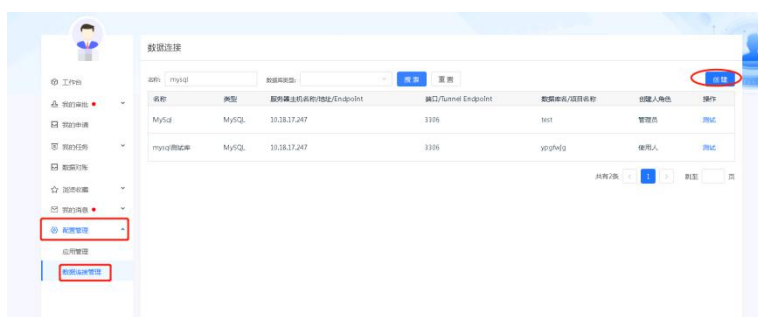 数据连接
名称: mysql 数据库类型: 搜索 重置 创建
名称 类型 服务器主机名称/地址/Endpoint 端口/Tunnel Endpoint 数据库名/项目名称 创建人角色 操作
MySql MySQL 10.18.17.247 3306 test 管理员 测试
mysql测试库 MySQL 10.18.17.247 3306 ypgfwjg 使用人 测试
共有2条 1 跳至 页
工作台
我的审批
我的申请
我的任务
数据对账
浏览收藏
我的消息
配置管理
应用管理
数据连接管理